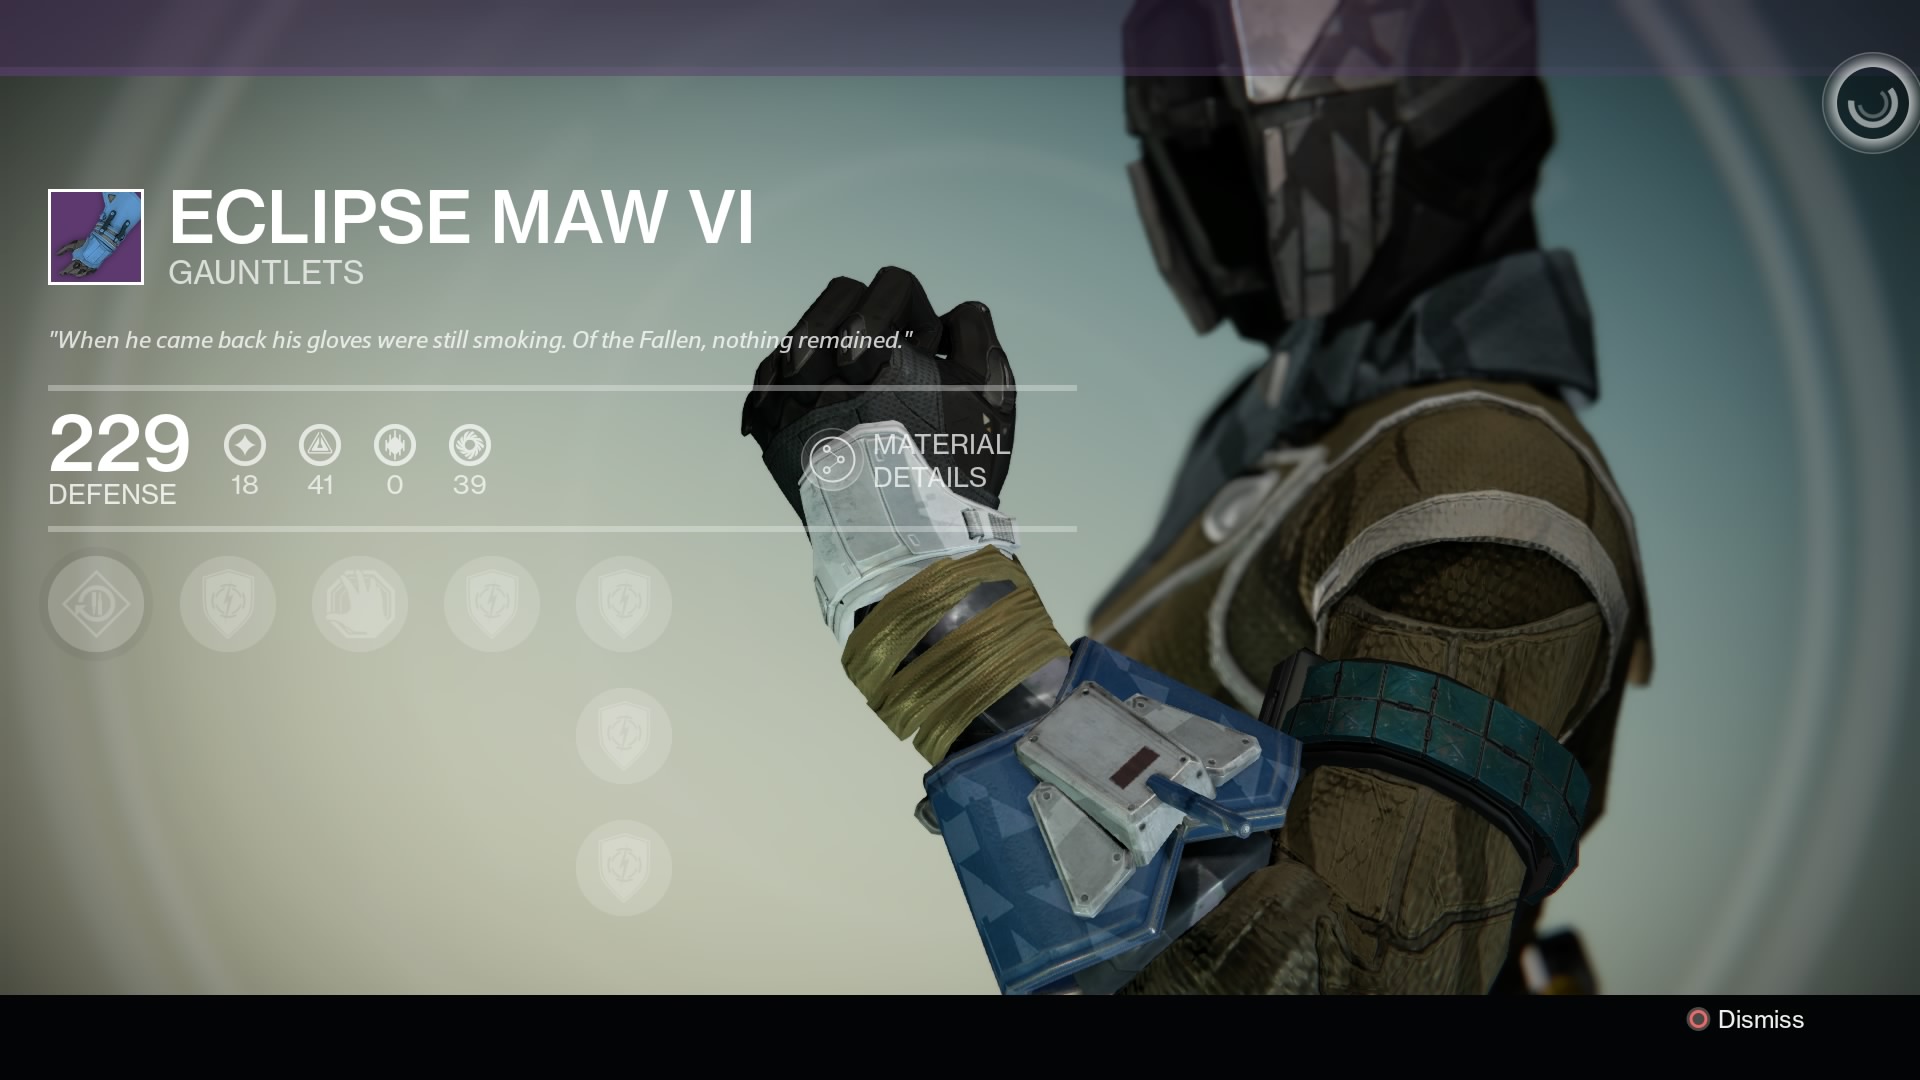 ECLIPSE MAW VI
GAUNTLETS
"When he came back his gloves were still smoking. Of the Fallen, nothing remained."
229
DEFENSE
18 41 0 39
MATERIAL
DETAILS
Dismiss